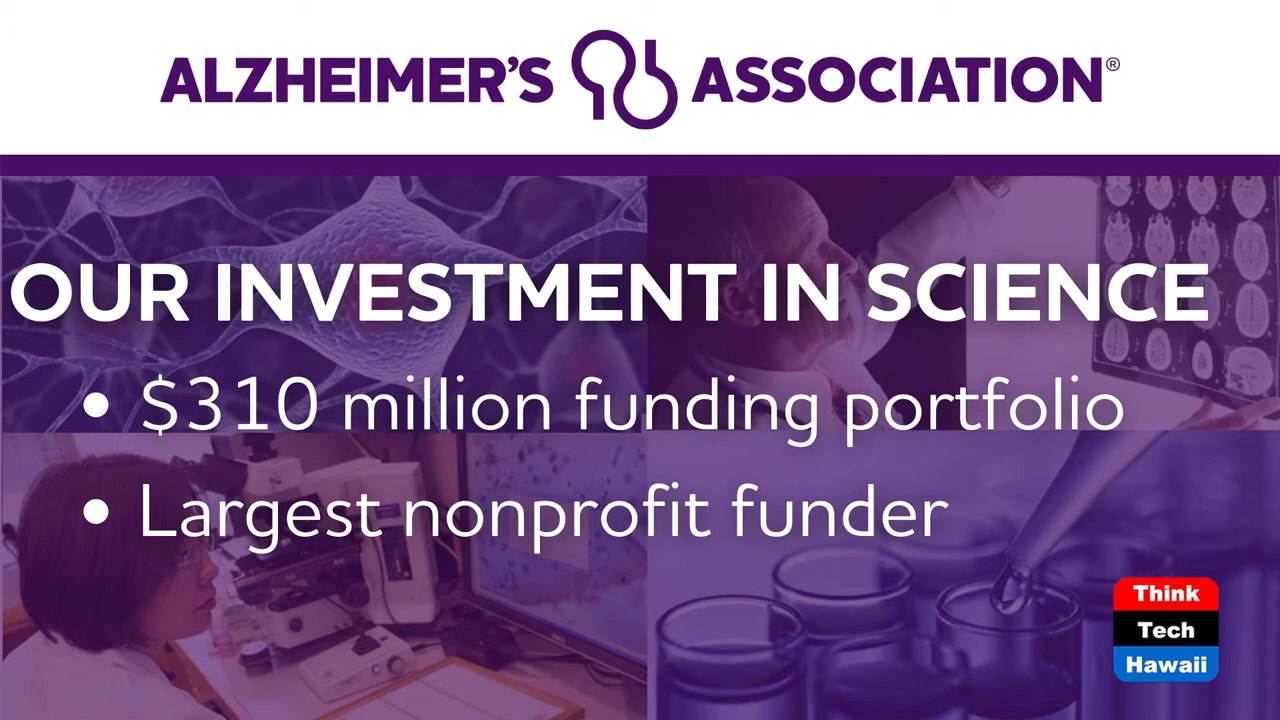 ALZHEIMER'S ASSOCIATION®
OUR INVESTMENT IN SCIENCE
• $310 million funding portfolio
• Largest nonprofit funder
Think
Tech
Hawaii